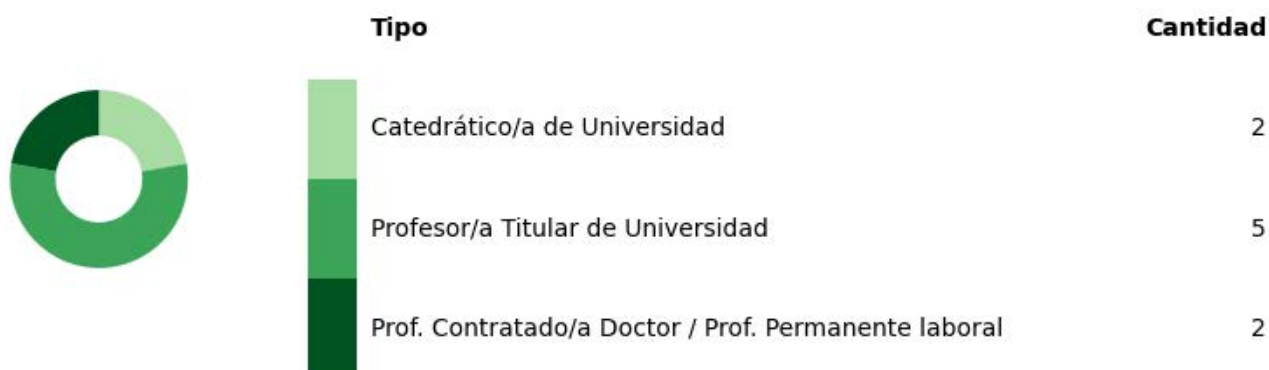 Tipo Cantidad
Catedrático/a de Universidad 2
Profesor/a Titular de Universidad 5
Prof. Contratado/a Doctor / Prof. Permanente laboral 2